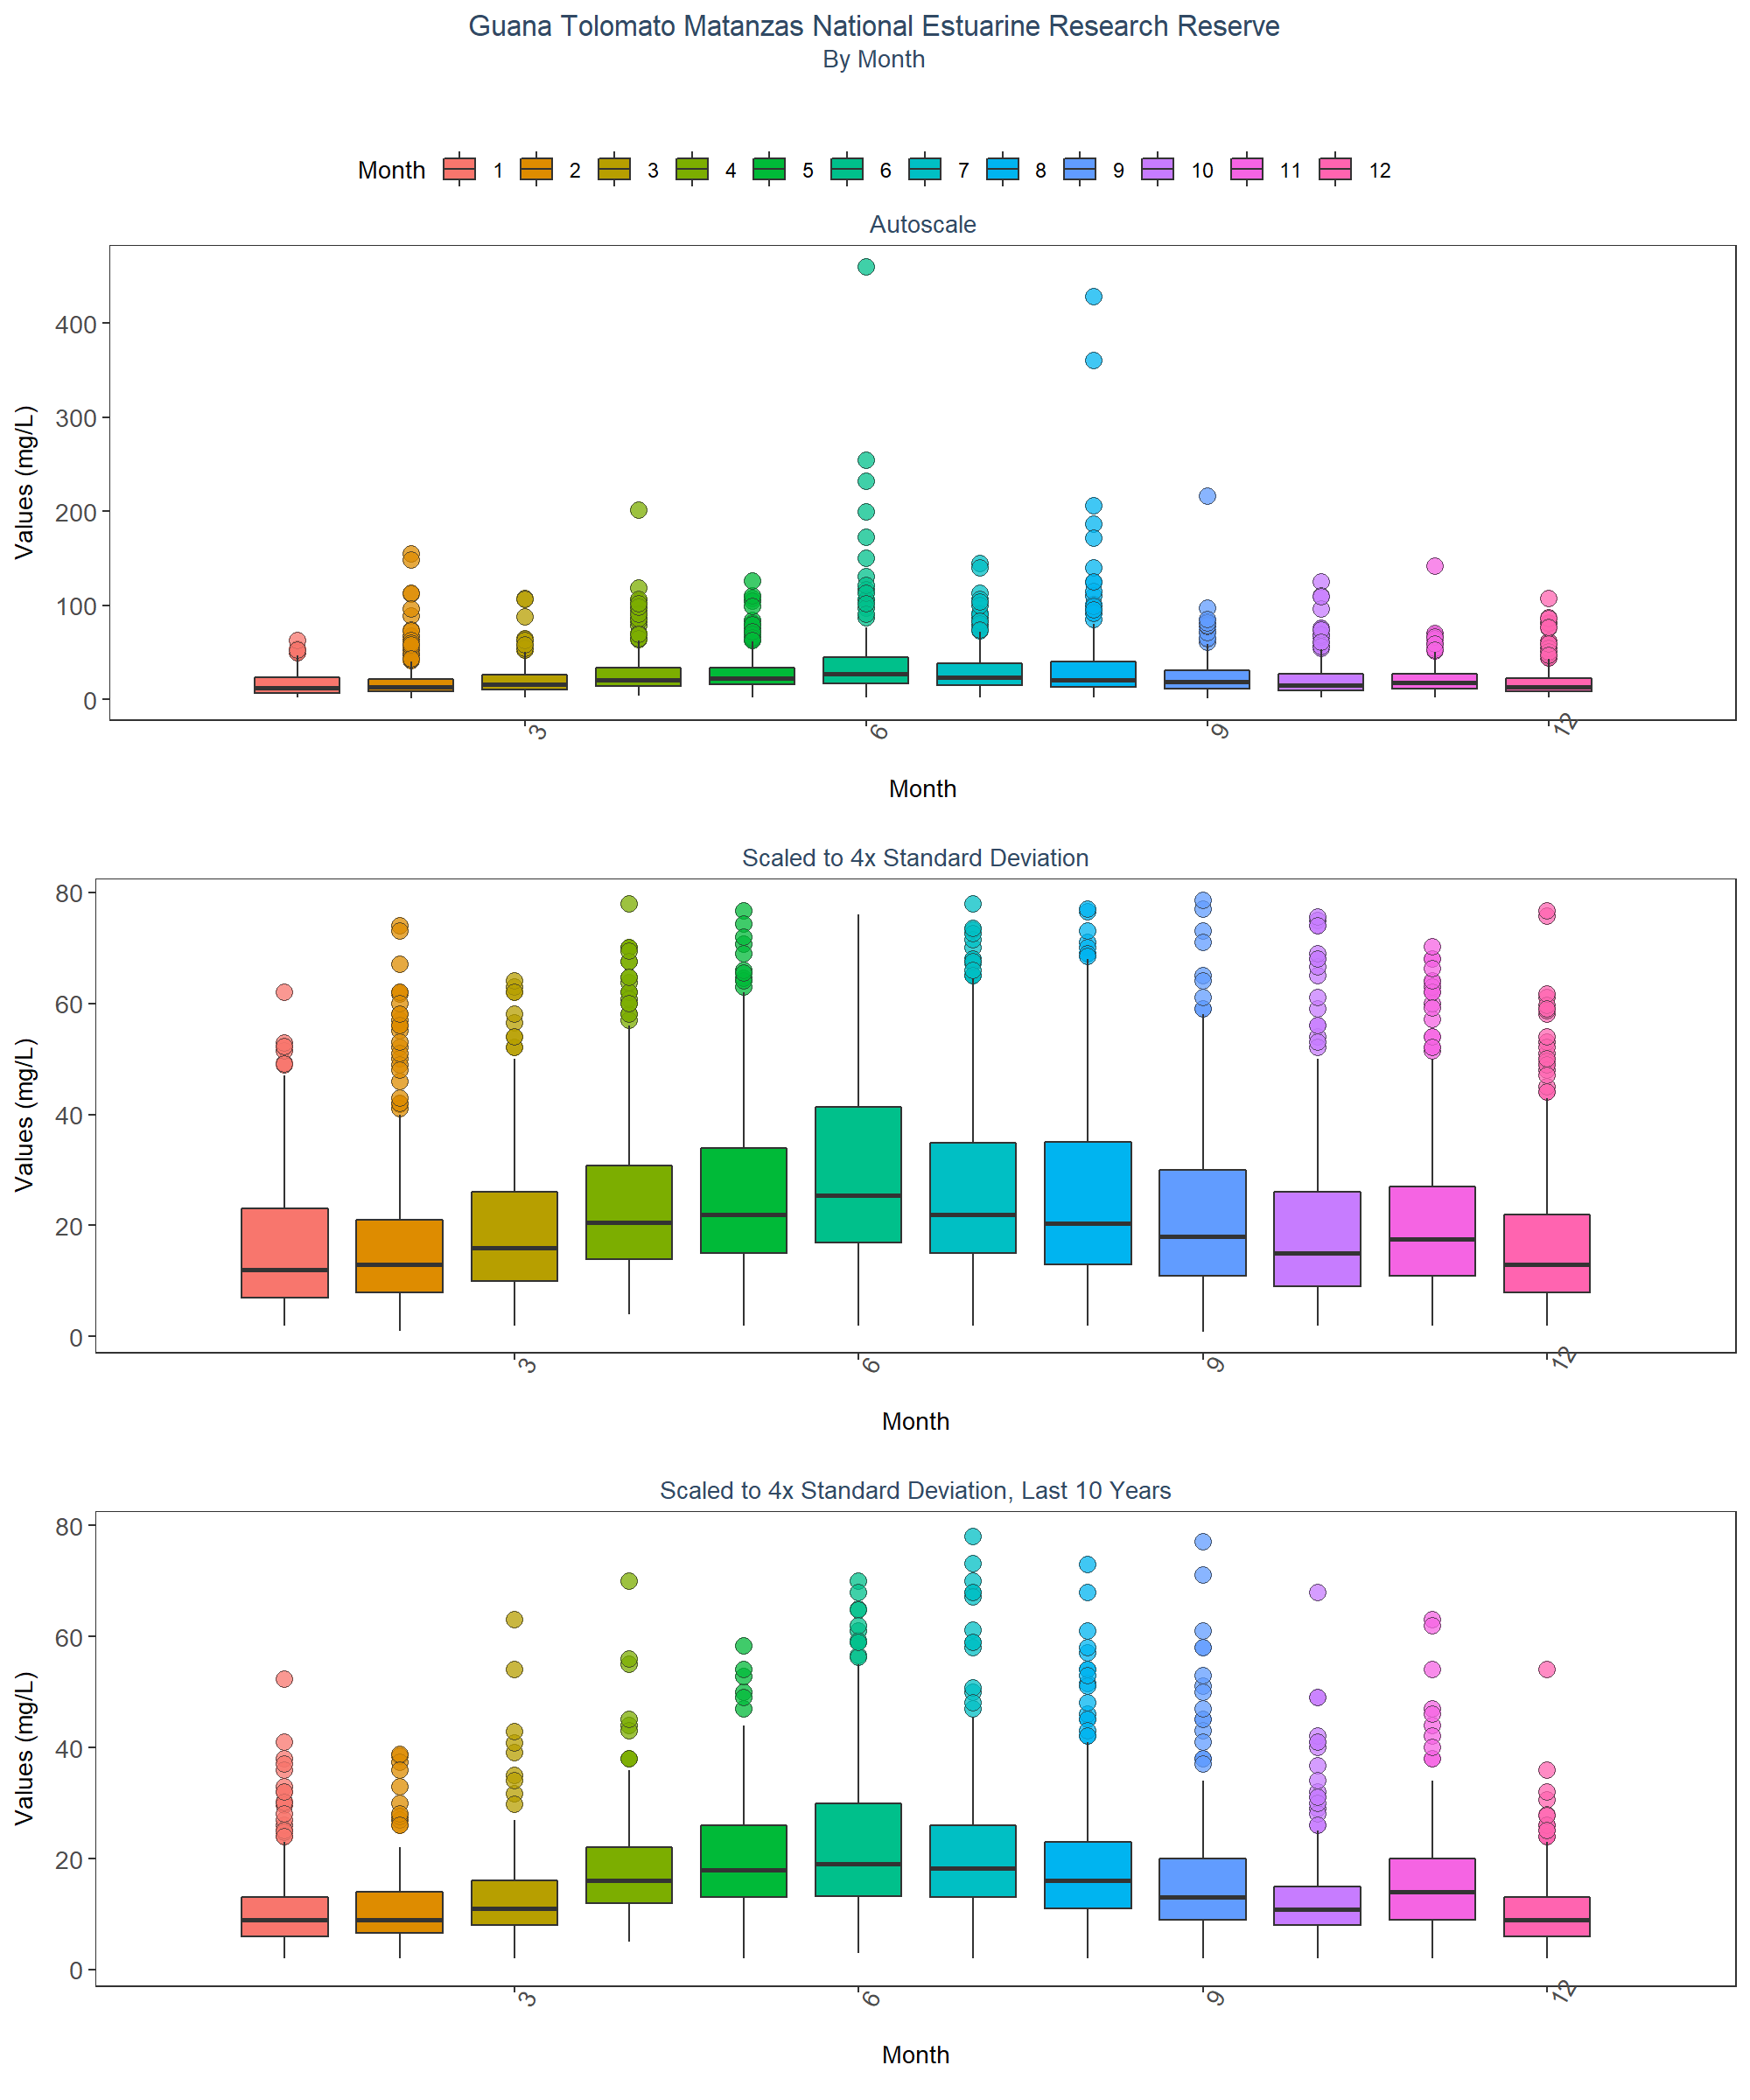 Guana Tolomato Matanzas National Estuarine Research Reserve
By Month
Month 1 2 3 4 5 6 7 8 9 10 11 12
Autoscale
Values (mg/L)
400
300
200
100
0
3 6 9 12
Month
Scaled to 4x Standard Deviation
Values (mg/L)
80
60
40
20
0
3 6 9 12
Month
Scaled to 4x Standard Deviation, Last 10 Years
Values (mg/L)
80
60
40
20
0
3 6 9 12
Month